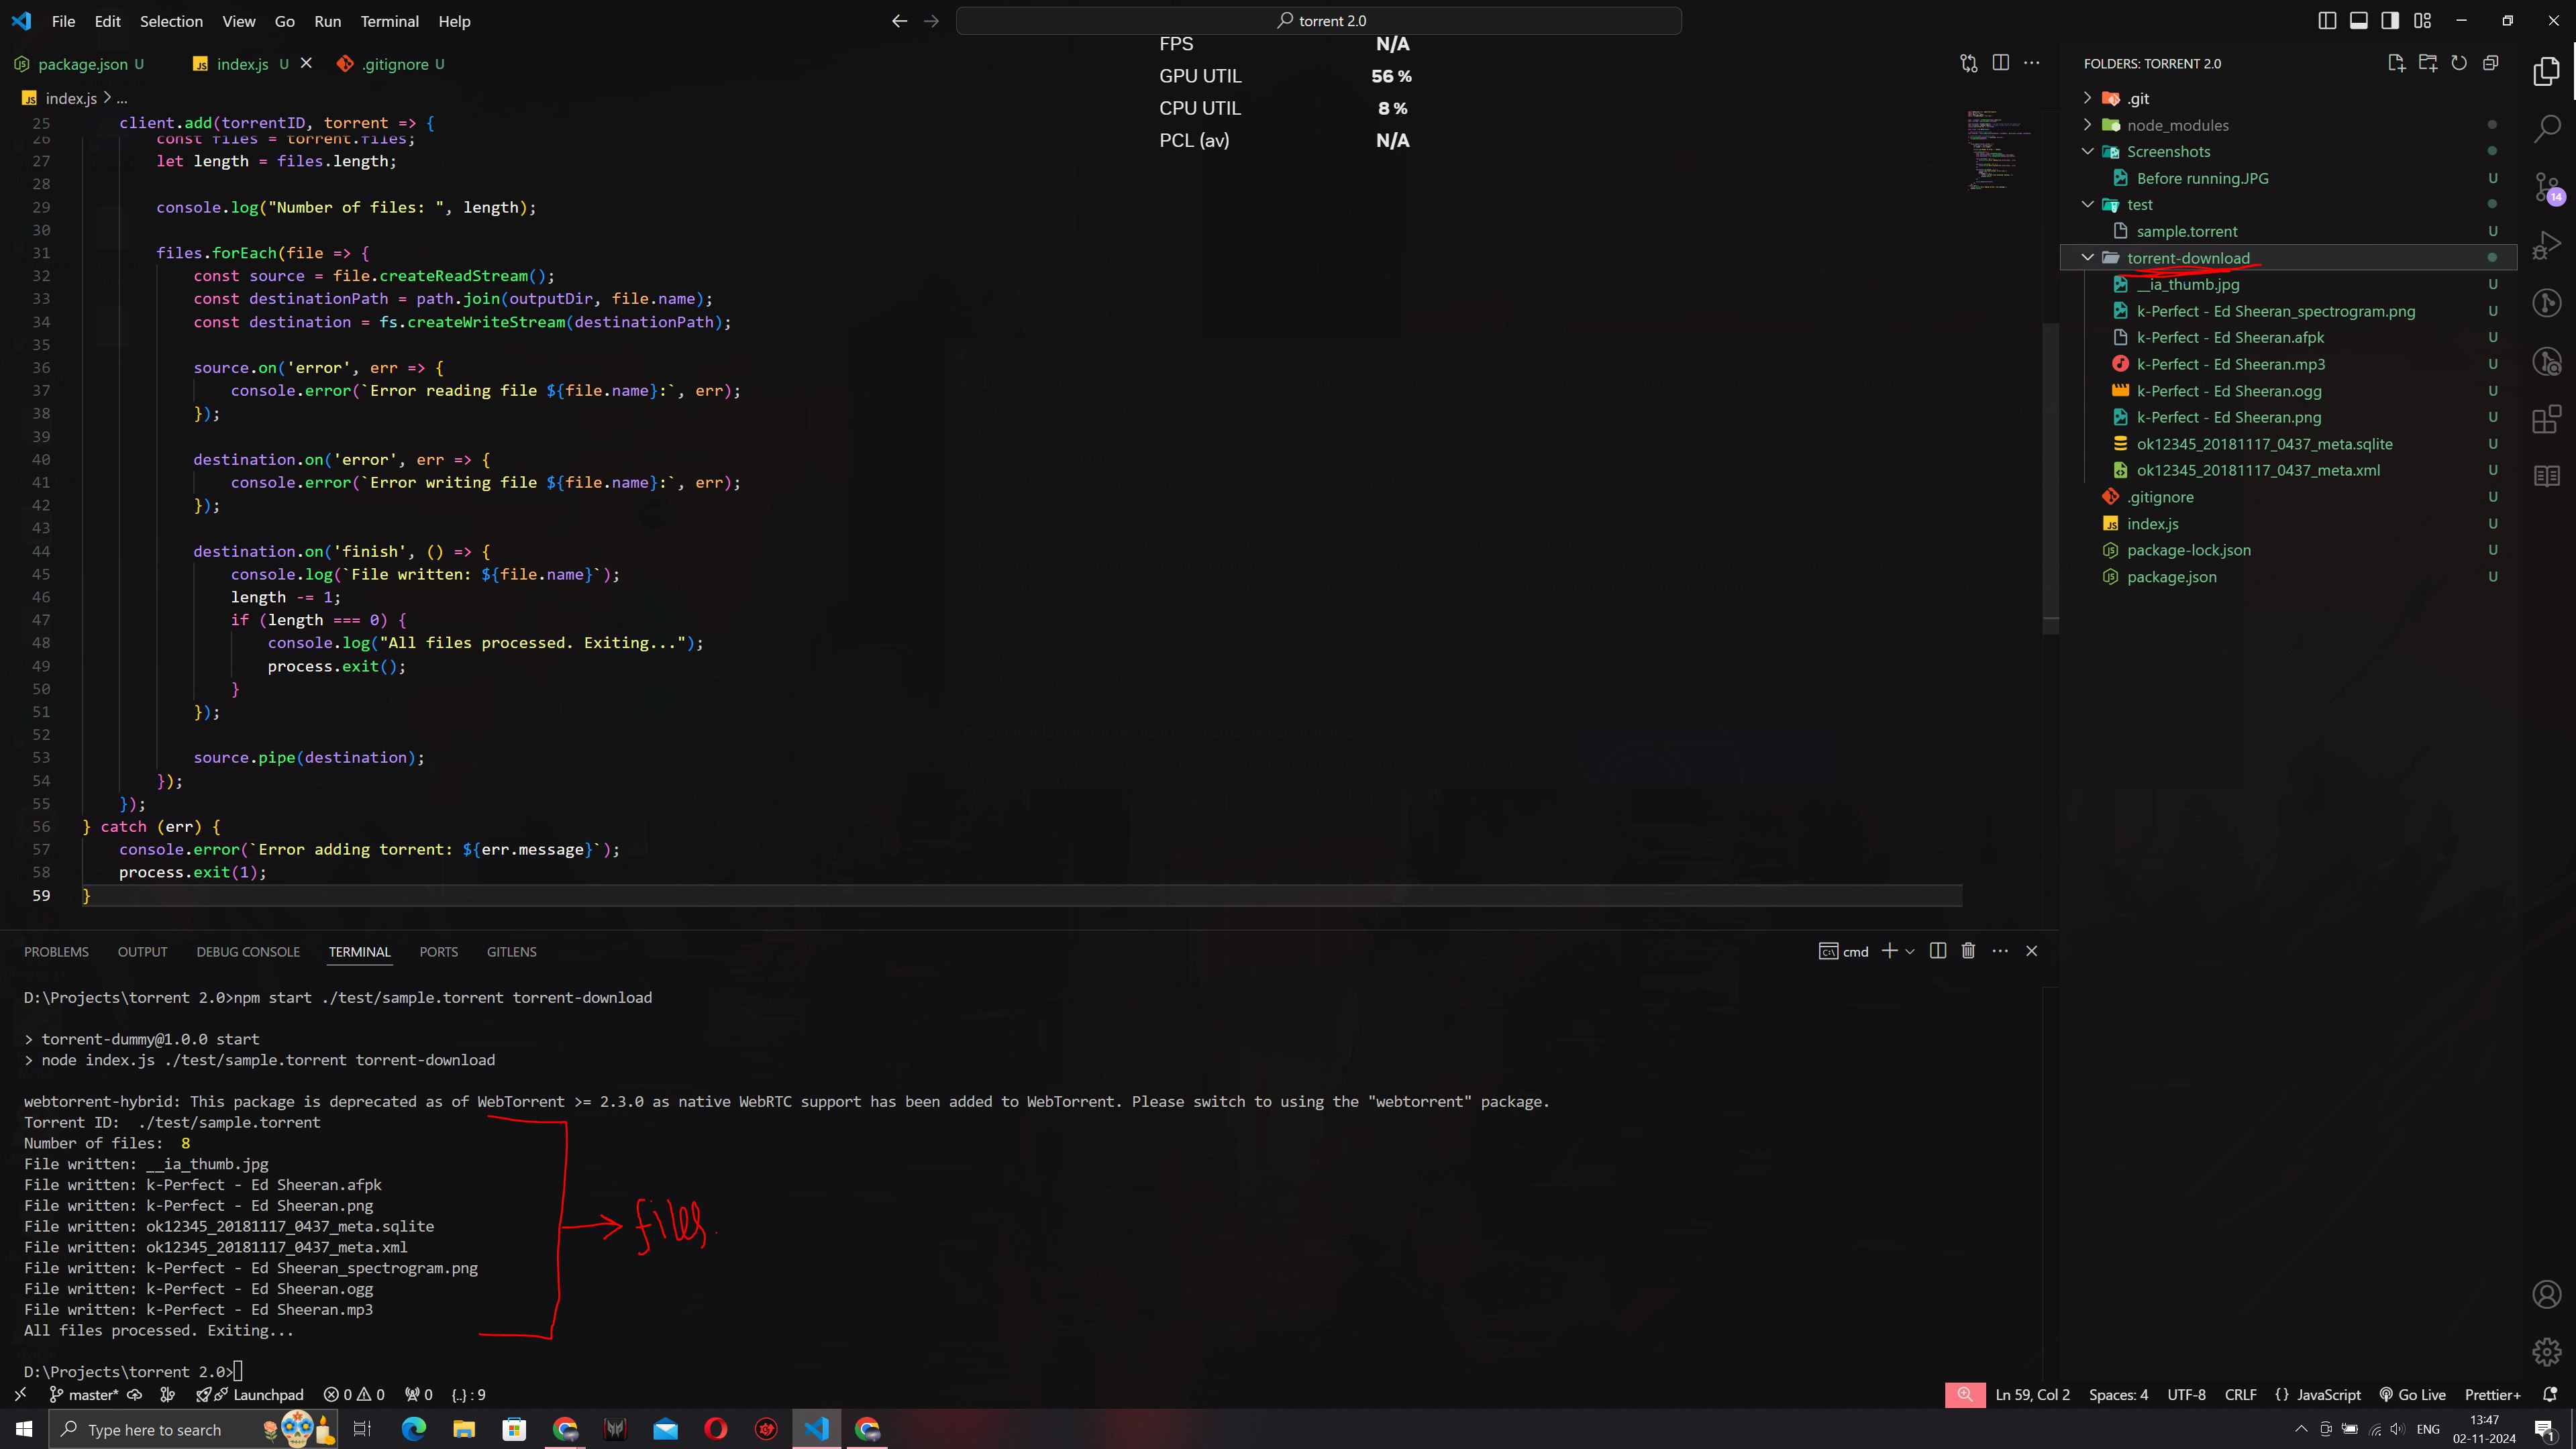 File Edit Selection View Go Run Terminal Help
torrent 2.0
package.json U
index.js U
.gitignore U
index.js > ...
FPS N/A
GPU UTIL 56 %
CPU UTIL 8 %
PCL (av) N/A
25 client.add(torrentID, torrent => {
26 const files = torrent.files;
27 let length = files.length;
28
29 console.log("Number of files: ", length);
30
31 files.forEach(file => {
32 const source = file.createReadStream();
33 const destinationPath = path.join(outputDir, file.name);
34 const destination = fs.createWriteStream(destinationPath);
35
36 source.on('error', err => {
37 console.error(`Error reading file ${file.name}:`, err);
38 });
39
40 destination.on('error', err => {
41 console.error(`Error writing file ${file.name}:`, err);
42 });
43
44 destination.on('finish', () => {
45 console.log(`File written: ${file.name}`);
46 length -= 1;
47 if (length === 0) {
48 console.log("All files processed. Exiting...");
49 process.exit();
50 }
51 });
52
53 source.pipe(destination);
54 });
55 });
56 } catch (err) {
57 console.error(`Error adding torrent: ${err.message}`);
58 process.exit(1);
59 }
FOLDERS: TORRENT 2.0
.git
node_modules
Screenshots
Before running.JPG U
test
sample.torrent U
torrent-download
__ia_thumb.jpg U
k-Perfect - Ed Sheeran_spectrogram.png U
k-Perfect - Ed Sheeran.afpk U
k-Perfect - Ed Sheeran.mp3 U
k-Perfect - Ed Sheeran.ogg U
k-Perfect - Ed Sheeran.png U
ok12345_20181117_0437_meta.sqlite U
ok12345_20181117_0437_meta.xml U
.gitignore U
index.js U
package-lock.json U
package.json U
14
PROBLEMS OUTPUT DEBUG CONSOLE TERMINAL PORTS GITLENS
cmd
D:\Projects\torrent 2.0>npm start ./test/sample.torrent torrent-download
> torrent-dummy@1.0.0 start
> node index.js ./test/sample.torrent torrent-download
webtorrent-hybrid: This package is deprecated as of WebTorrent >= 2.3.0 as native WebRTC support has been added to WebTorrent. Please switch to using the "webtorrent" package.
Torrent ID:  ./test/sample.torrent
Number of files:  8
File written: __ia_thumb.jpg
File written: k-Perfect - Ed Sheeran.afpk
File written: k-Perfect - Ed Sheeran.png
File written: ok12345_20181117_0437_meta.sqlite
File written: ok12345_20181117_0437_meta.xml
File written: k-Perfect - Ed Sheeran_spectrogram.png
File written: k-Perfect - Ed Sheeran.ogg
File written: k-Perfect - Ed Sheeran.mp3
All files processed. Exiting...
files.
D:\Projects\torrent 2.0>
master* Launchpad 0 0 0 {..} : 9
Ln 59, Col 2 Spaces: 4 UTF-8 CRLF {} JavaScript Go Live Prettier+
Type here to search
ENG
13:47
02-11-2024
1